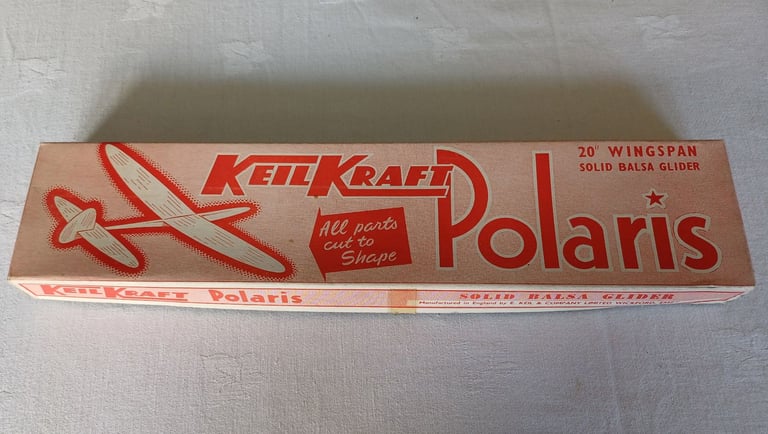 KEILKRAFT
Polaris
20" WINGSPAN
SOLID BALSA GLIDER
All parts
cut to
Shape
KEILKRAFT Polaris
SOLID BALSA GLIDER
Manufactured in England by E. KEIL & COMPANY LIMITED WICKFORD,